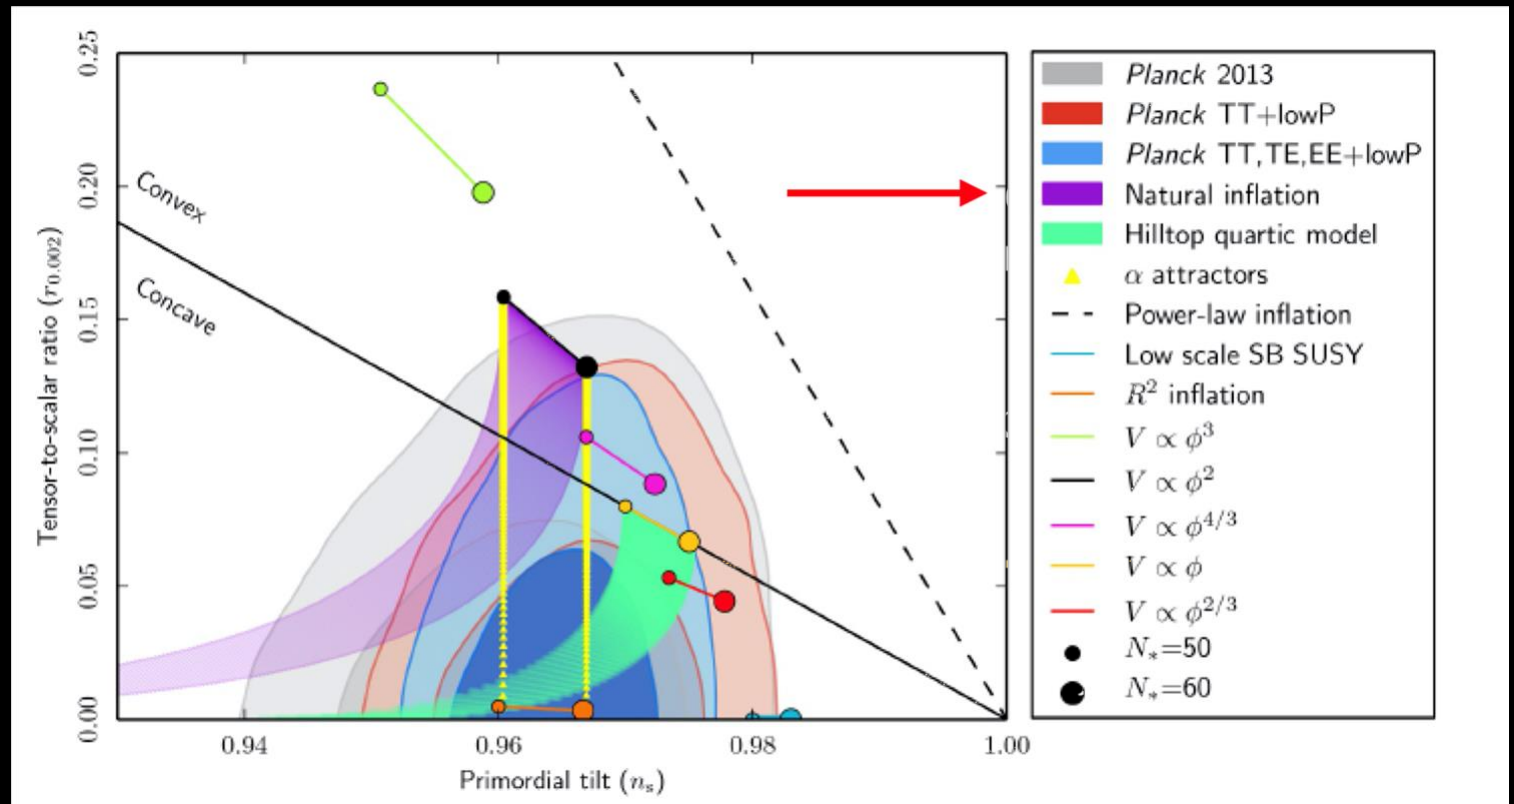 0.25
0.20
0.15
0.10
0.05
0.00
Tensor-to-scalar ratio (r₀.₀₀₂)
Convex
Concave
0.94
0.96
0.98
1.00
Primordial tilt (nₛ)
Planck 2013
Planck TT+lowP
Planck TT,TE,EE+lowP
Natural inflation
Hilltop quartic model
α attractors
Power-law inflation
Low scale SB SUSY
R² inflation
V ∝ φ³
V ∝ φ²
V ∝ φ^{4/3}
V ∝ φ
V ∝ φ^{2/3}
N∗=50
N∗=60